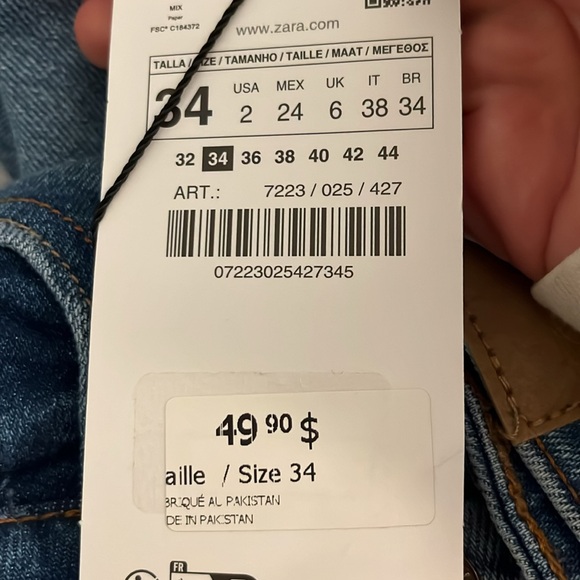 MIX
Paper
FSC® C184372
www.zara.com
TALLA / SIZE / TAMANHO / TAILLE / MAAT / ΜΕΓΕΘΟΣ
34 USA MEX UK IT BR
2 24 6 38 34
32 34 36 38 40 42 44
ART.: 7223 / 025 / 427
07223025427345
49 90 $
aille / Size 34
BRIQUÉ AU PAKISTAN
DE IN PAKISTAN
FR